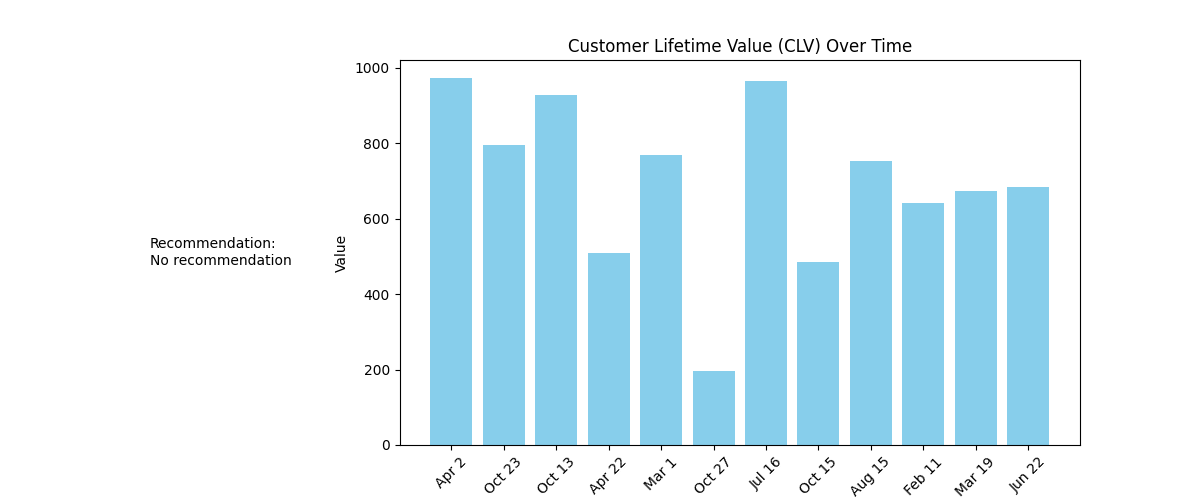 Customer Lifetime Value (CLV) Over Time
Recommendation:
No recommendation
Value
1000
800
600
400
200
0
Apr 2
Oct 23
Oct 13
Apr 22
Mar 1
Oct 27
Jul 16
Oct 15
Aug 15
Feb 11
Mar 19
Jun 22